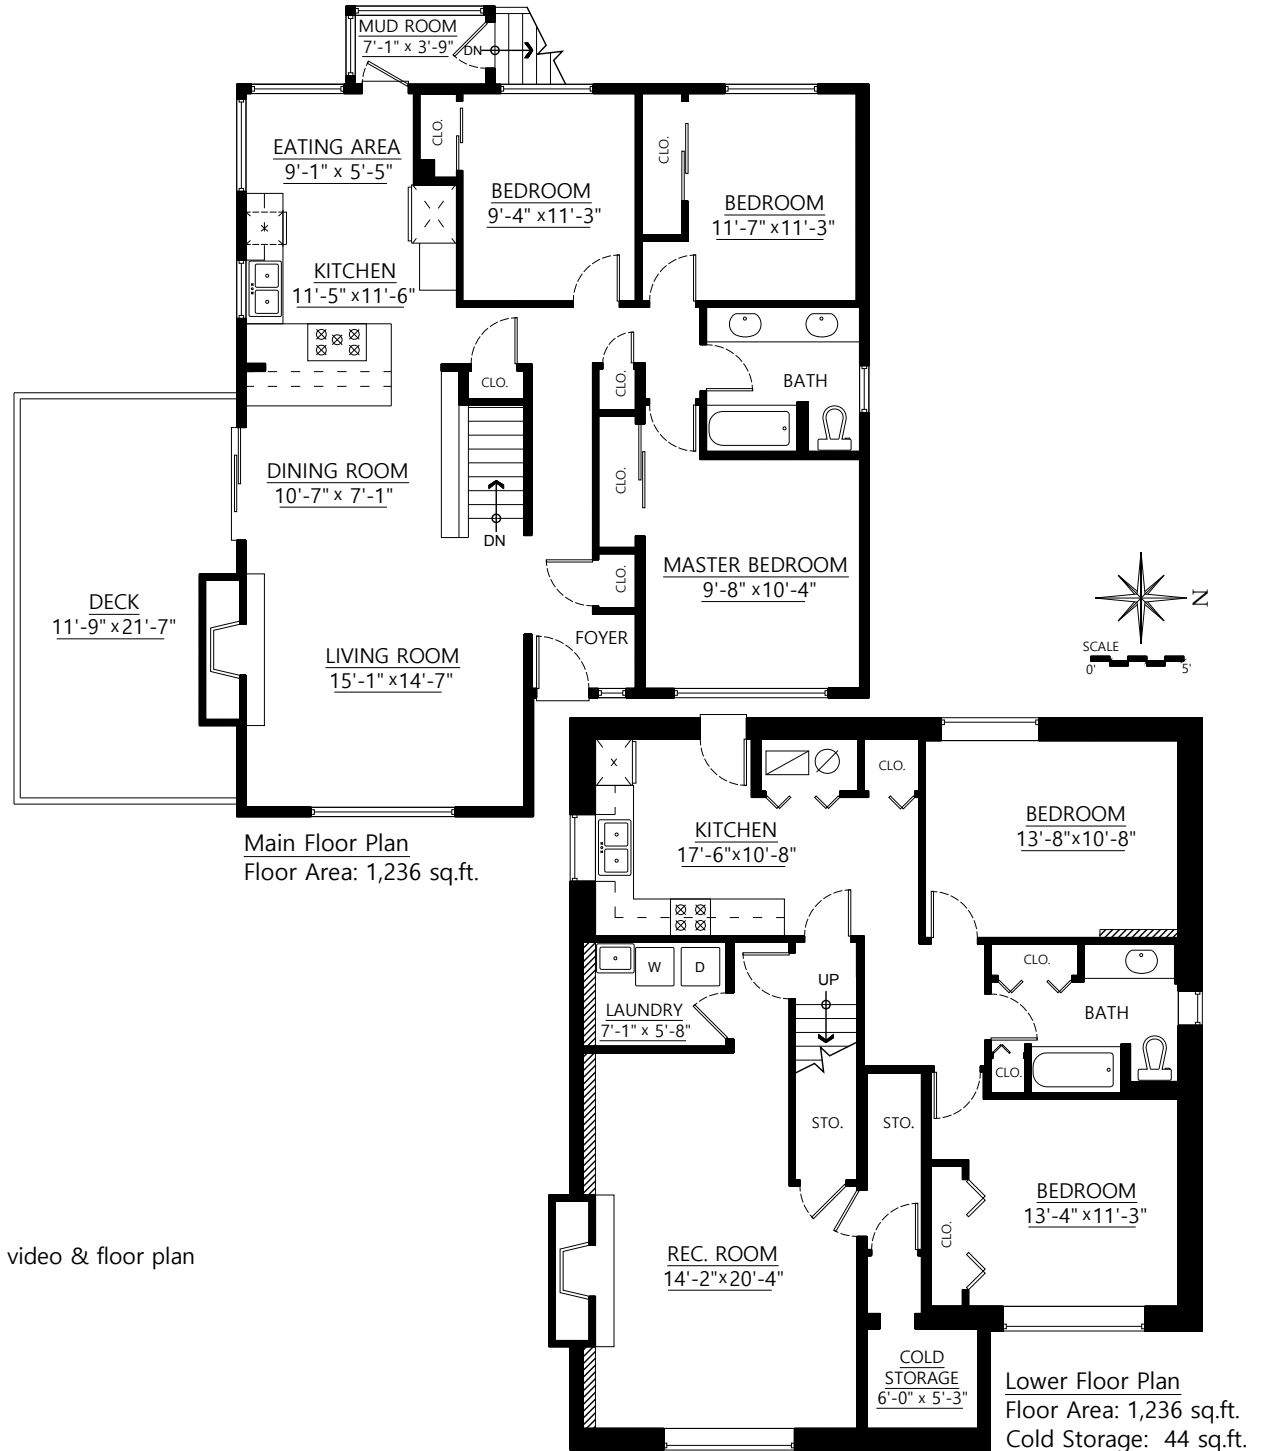 MUD ROOM
7'-1" x 3'-9"
DN
EATING AREA
9'-1" x 5'-5"
CLO.
BEDROOM
9'-4" x11'-3"
CLO.
BEDROOM
11'-7" x11'-3"
KITCHEN
11'-5" x11'-6"
CLO.
CLO.
BATH
DINING ROOM
10'-7" x 7'-1"
CLO.
DN
MASTER BEDROOM
9'-8" x10'-4"
CLO.
DECK
11'-9" x21'-7"
FOYER
LIVING ROOM
15'-1" x14'-7"
N
SCALE
0' 5'
Main Floor Plan
Floor Area: 1,236 sq.ft.
X
CLO.
KITCHEN
17'-6"x10'-8"
BEDROOM
13'-8"x10'-8"
W D
LAUNDRY
7'-1" x 5'-8"
UP
CLO.
BATH
CLO.
STO.
STO.
BEDROOM
13'-4" x11'-3"
CLO.
REC. ROOM
14'-2"x20'-4"
video & floor plan
COLD
STORAGE
6'-0" x 5'-3"
Lower Floor Plan
Floor Area: 1,236 sq.ft.
Cold Storage: 44 sq.ft.